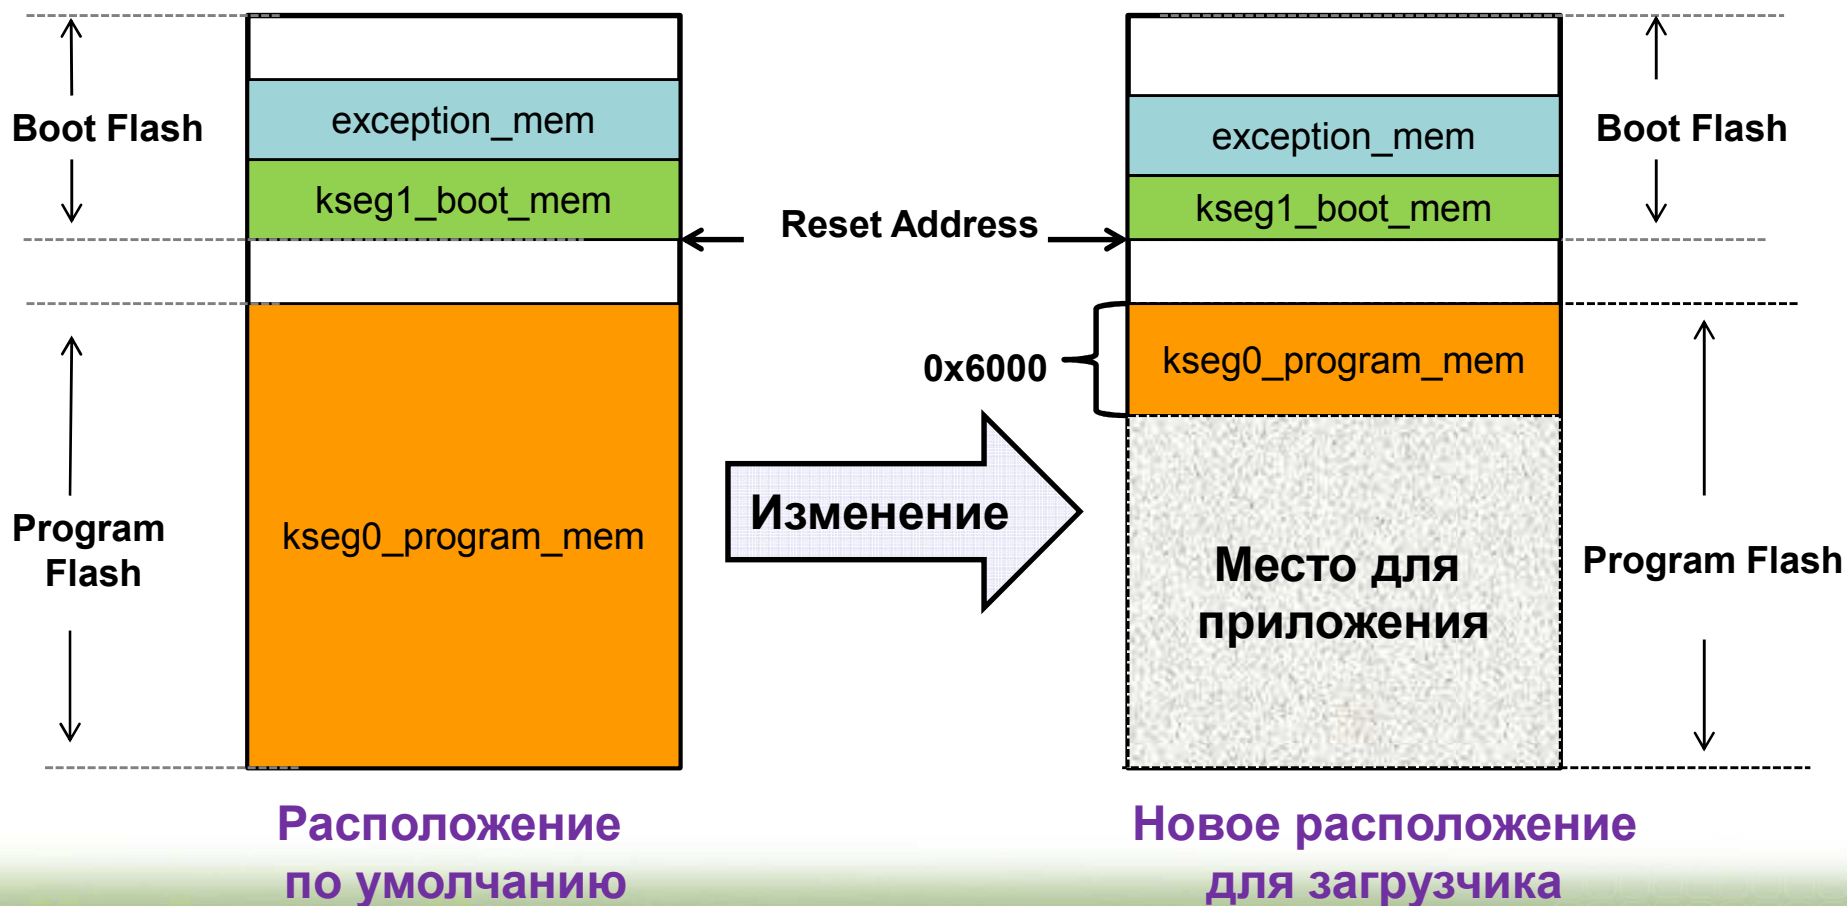 Boot Flash
exception_mem
kseg1_boot_mem
Program
Flash
kseg0_program_mem
Расположение
по умолчанию
Reset Address
0x6000
Изменение
exception_mem
kseg1_boot_mem
kseg0_program_mem
Место для
приложения
Boot Flash
Program Flash
Новое расположение
для загрузчика